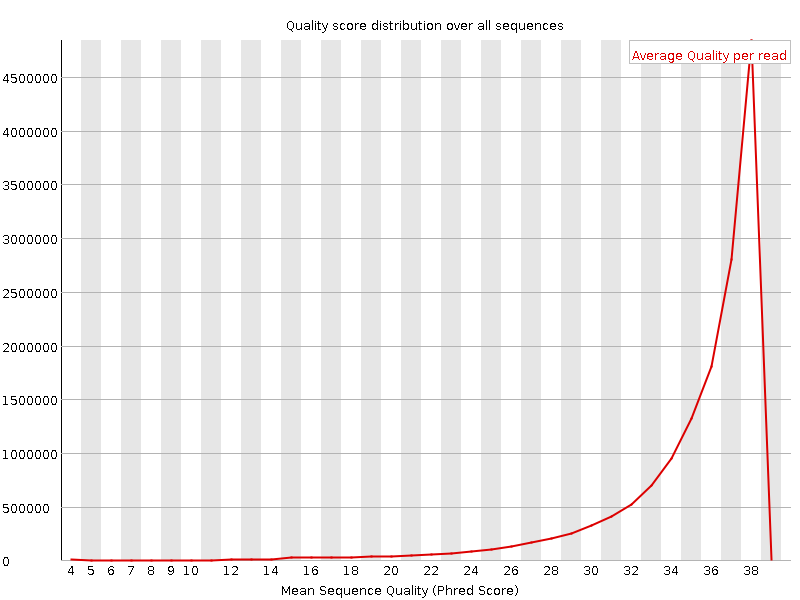 Quality score distribution over all sequences
Average Quality per read
4500000
4000000
3500000
3000000
2500000
2000000
1500000
1000000
500000
0
4 5 6 7 8 9 10 12 14 16 18 20 22 24 26 28 30 32 34 36 38
Mean Sequence Quality (Phred Score)